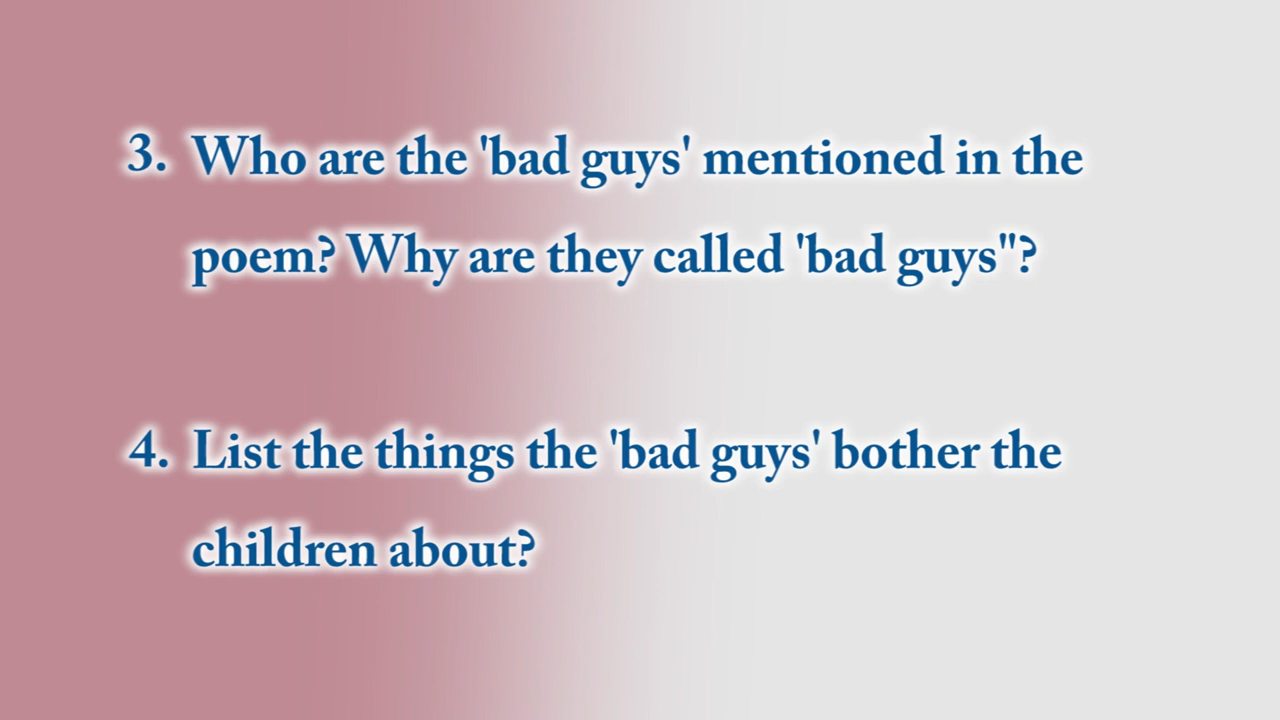 3. Who are the 'bad guys' mentioned in the
poem? Why are they called 'bad guys"?
4. List the things the 'bad guys' bother the
children about?